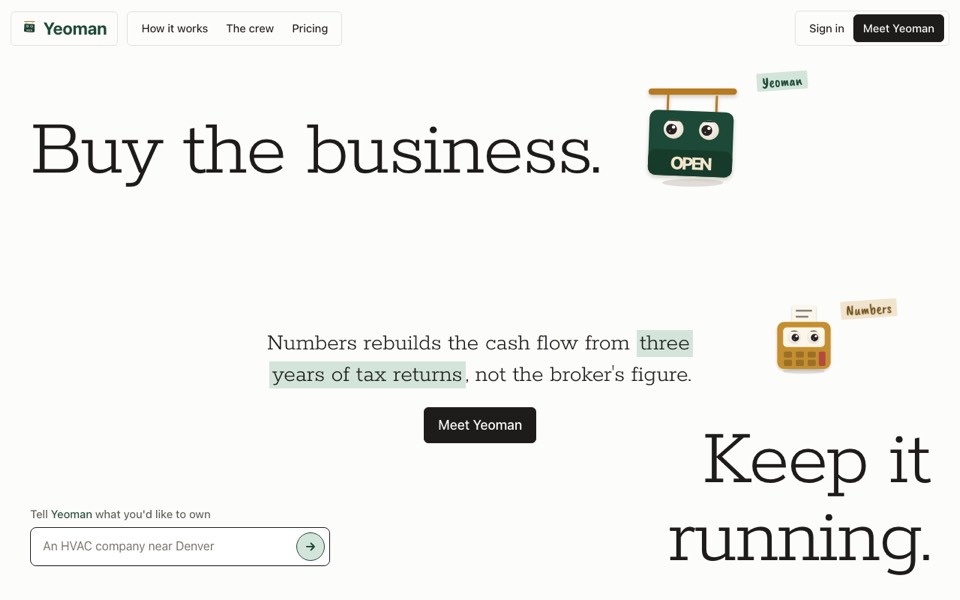 Yeoman
How it works
The crew
Pricing
Sign in
Meet Yeoman
Yeoman
Buy the business.
OPEN
Numbers
Numbers rebuilds the cash flow from three
years of tax returns, not the broker's figure.
Meet Yeoman
Keep it
running.
Tell Yeoman what you'd like to own
An HVAC company near Denver